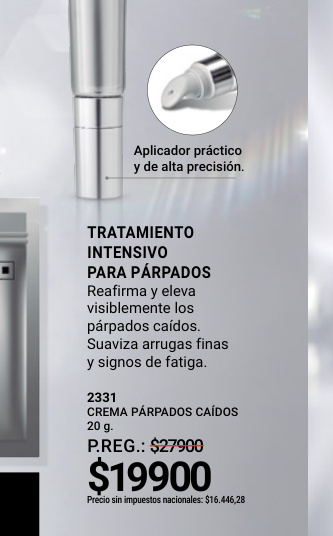 Aplicador práctico
y de alta precisión.
TRATAMIENTO
INTENSIVO
PARA PÁRPADOS
Reafirma y eleva
visiblemente los
párpados caídos.
Suaviza arrugas finas
y signos de fatiga.
2331
CREMA PÁRPADOS CAÍDOS
20 g.
P.REG.: $27900
$19900
Precio sin impuestos nacionales: $16.446,28